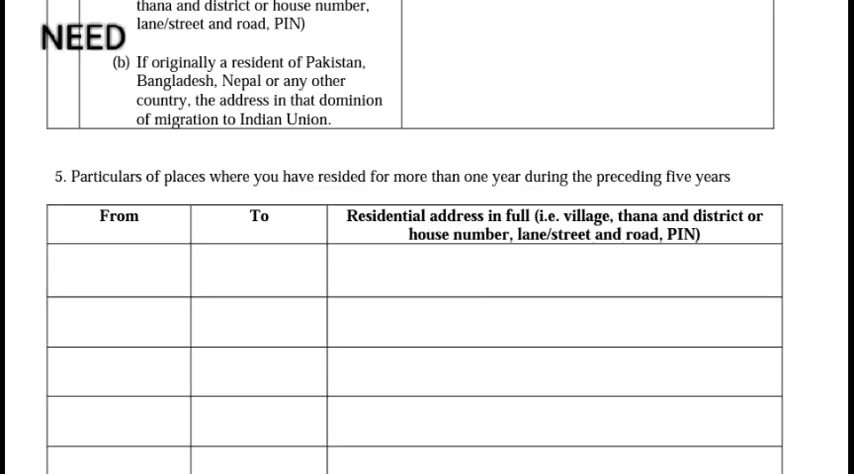 thana and district or house number,
lane/street and road, PIN)
NEED
(b) If originally a resident of Pakistan,
Bangladesh, Nepal or any other
country, the address in that dominion
of migration to Indian Union.
5. Particulars of places where you have resided for more than one year during the preceding five years
From To Residential address in full (i.e. village, thana and district or
house number, lane/street and road, PIN)